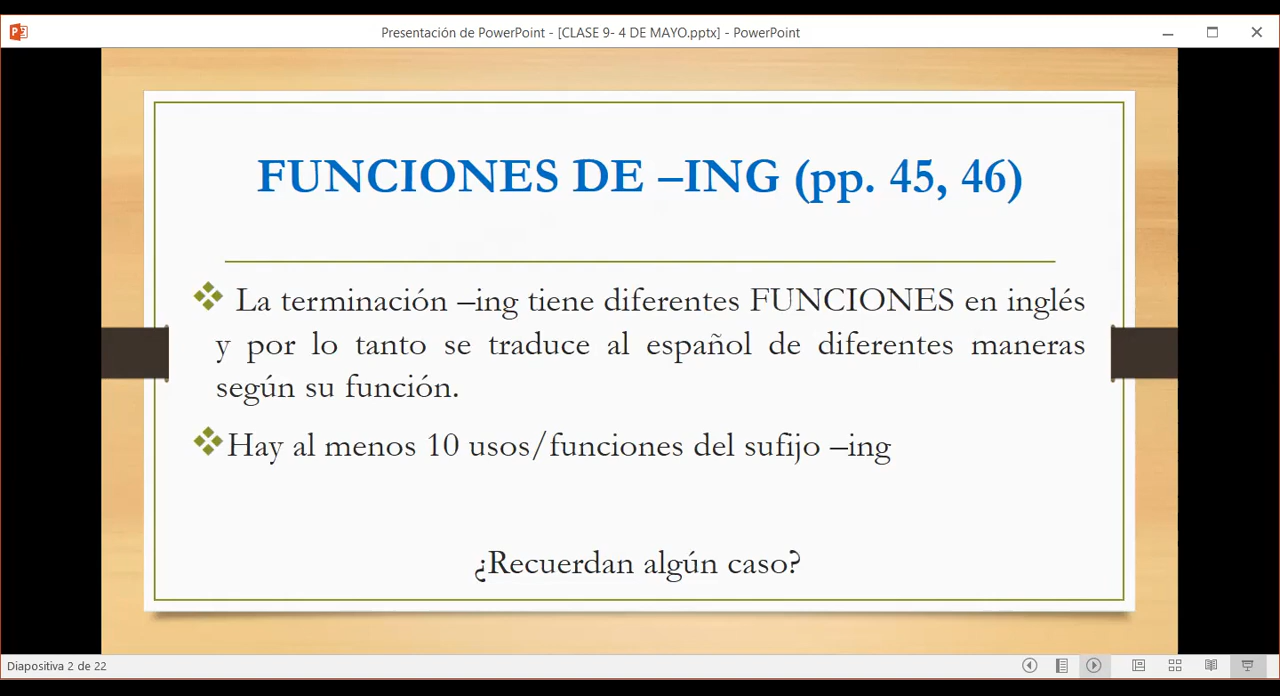 Presentación de PowerPoint - [CLASE 9- 4 DE MAYO.pptx] - PowerPoint
FUNCIONES DE –ING (pp. 45, 46)
La terminación –ing tiene diferentes FUNCIONES en inglés
y por lo tanto se traduce al español de diferentes maneras
según su función.
Hay al menos 10 usos/funciones del sufijo –ing
¿Recuerdan algún caso?
Diapositiva 2 de 22